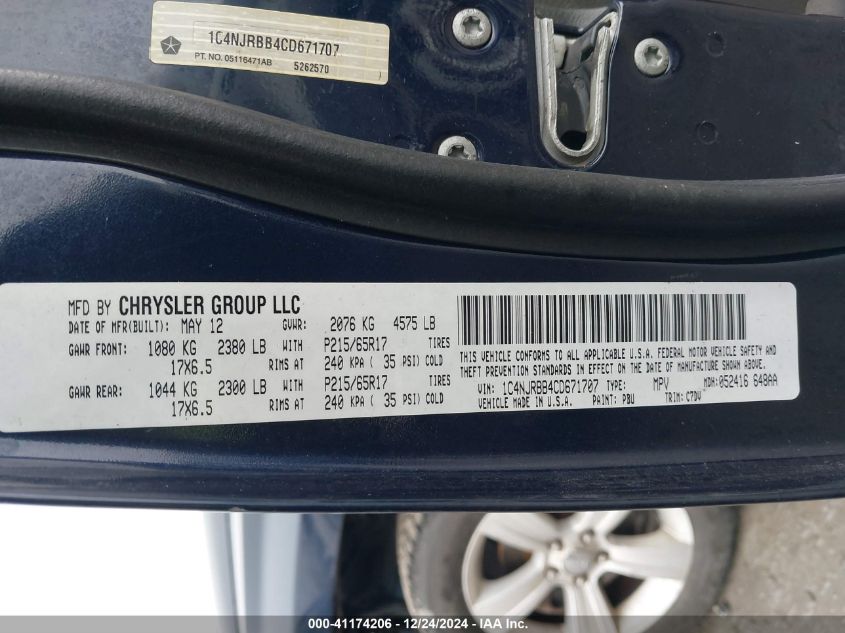 1C4NJRBB4CD671707
PT. NO. 05116471AB 5262570
MFD BY CHRYSLER GROUP LLC
DATE OF MFR(BUILT): MAY 12 GVWR: 2076 KG 4575 LB
GAWR FRONT: 1080 KG 2380 LB WITH P215/65R17 TIRES
17X6.5 RIMS AT 240 KPA ( 35 PSI) COLD
GAWR REAR: 1044 KG 2300 LB WITH P215/65R17 TIRES
17X6.5 RIMS AT 240 KPA ( 35 PSI) COLD
THIS VEHICLE CONFORMS TO ALL APPLICABLE U.S.A. FEDERAL MOTOR VEHICLE SAFETY AND
THEFT PREVENTION STANDARDS IN EFFECT ON THE DATE OF MANUFACTURE SHOWN ABOVE.
VIN: 1C4NJRBB4CD671707 TYPE: MPV MDH: 052416 648AA
VEHICLE MADE IN U.S.A. PAINT: PBU TRIM: C7DV
000-41174206 - 12/24/2024 - IAA Inc.